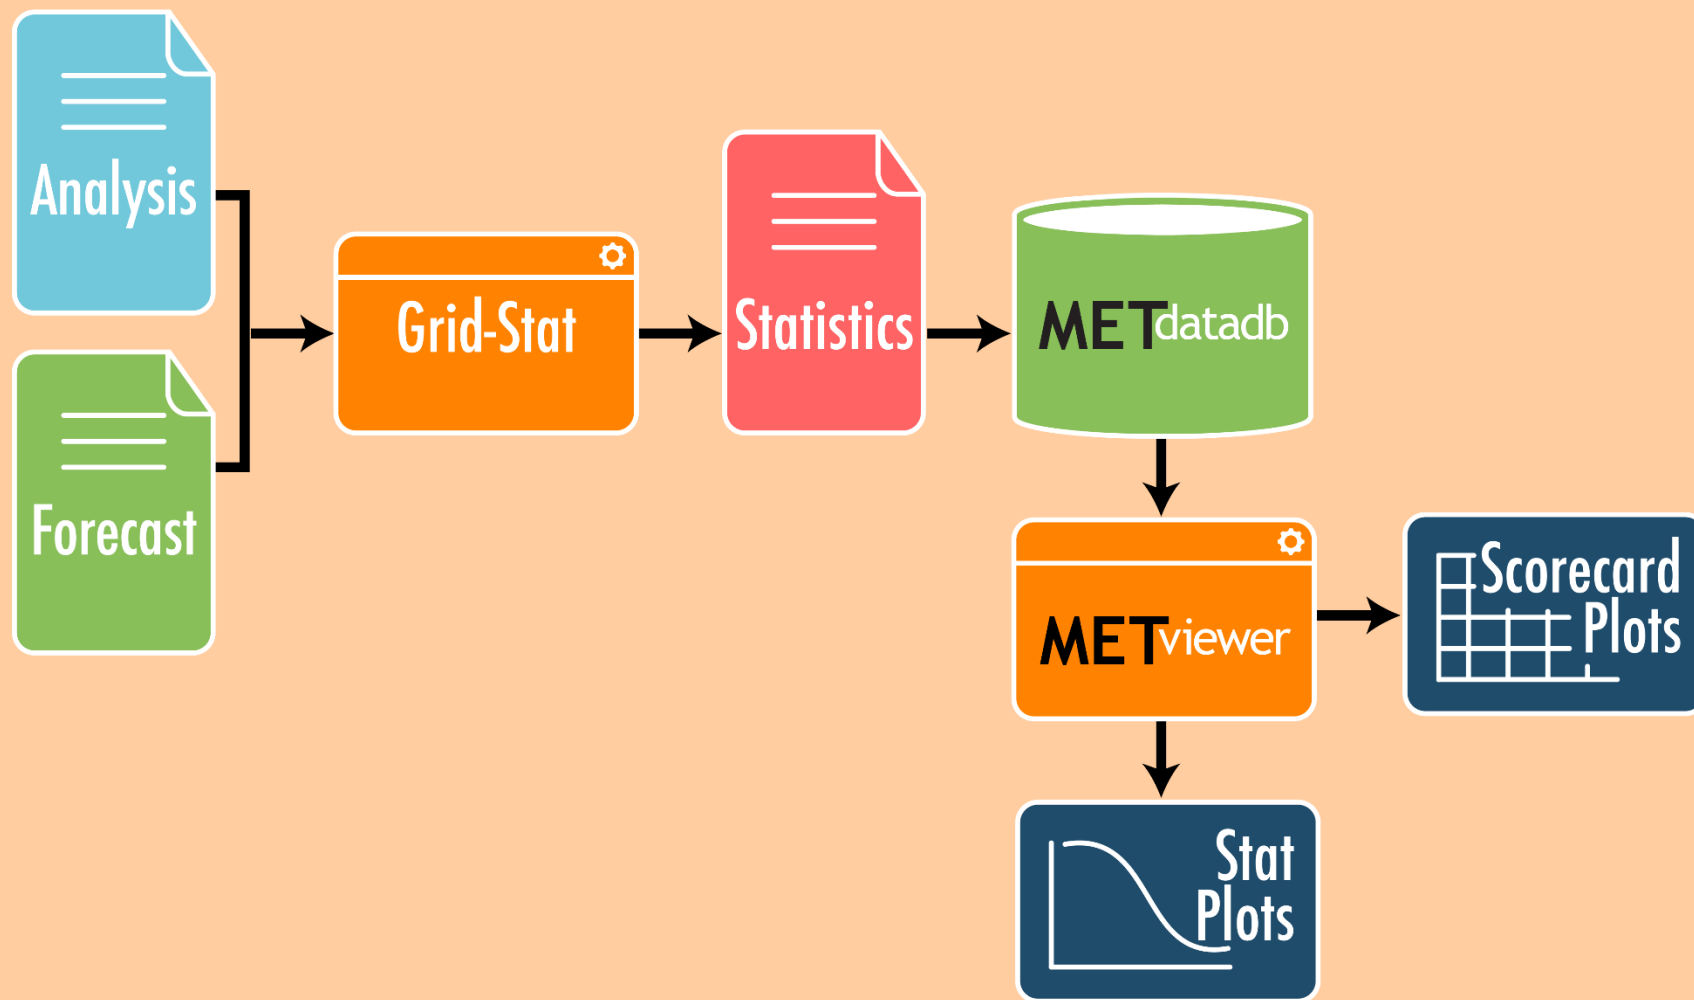 Analysis
Forecast
Grid-Stat
Statistics
METdatadb
METviewer
Scorecard
Plots
Stat
Plots